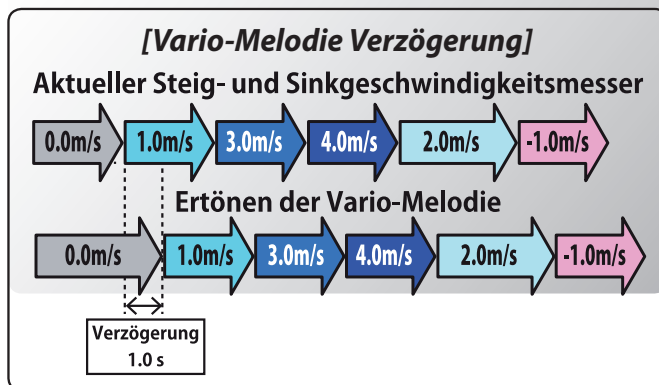 [Vario-Melodie Verzögerung]
Aktueller Steig- und Sinkgeschwindigkeitsmesser
0.0m/s 1.0m/s 3.0m/s 4.0m/s 2.0m/s -1.0m/s
Ertönen der Vario-Melodie
0.0m/s 1.0m/s 3.0m/s 4.0m/s 2.0m/s -1.0m/s
Verzögerung
1.0 s